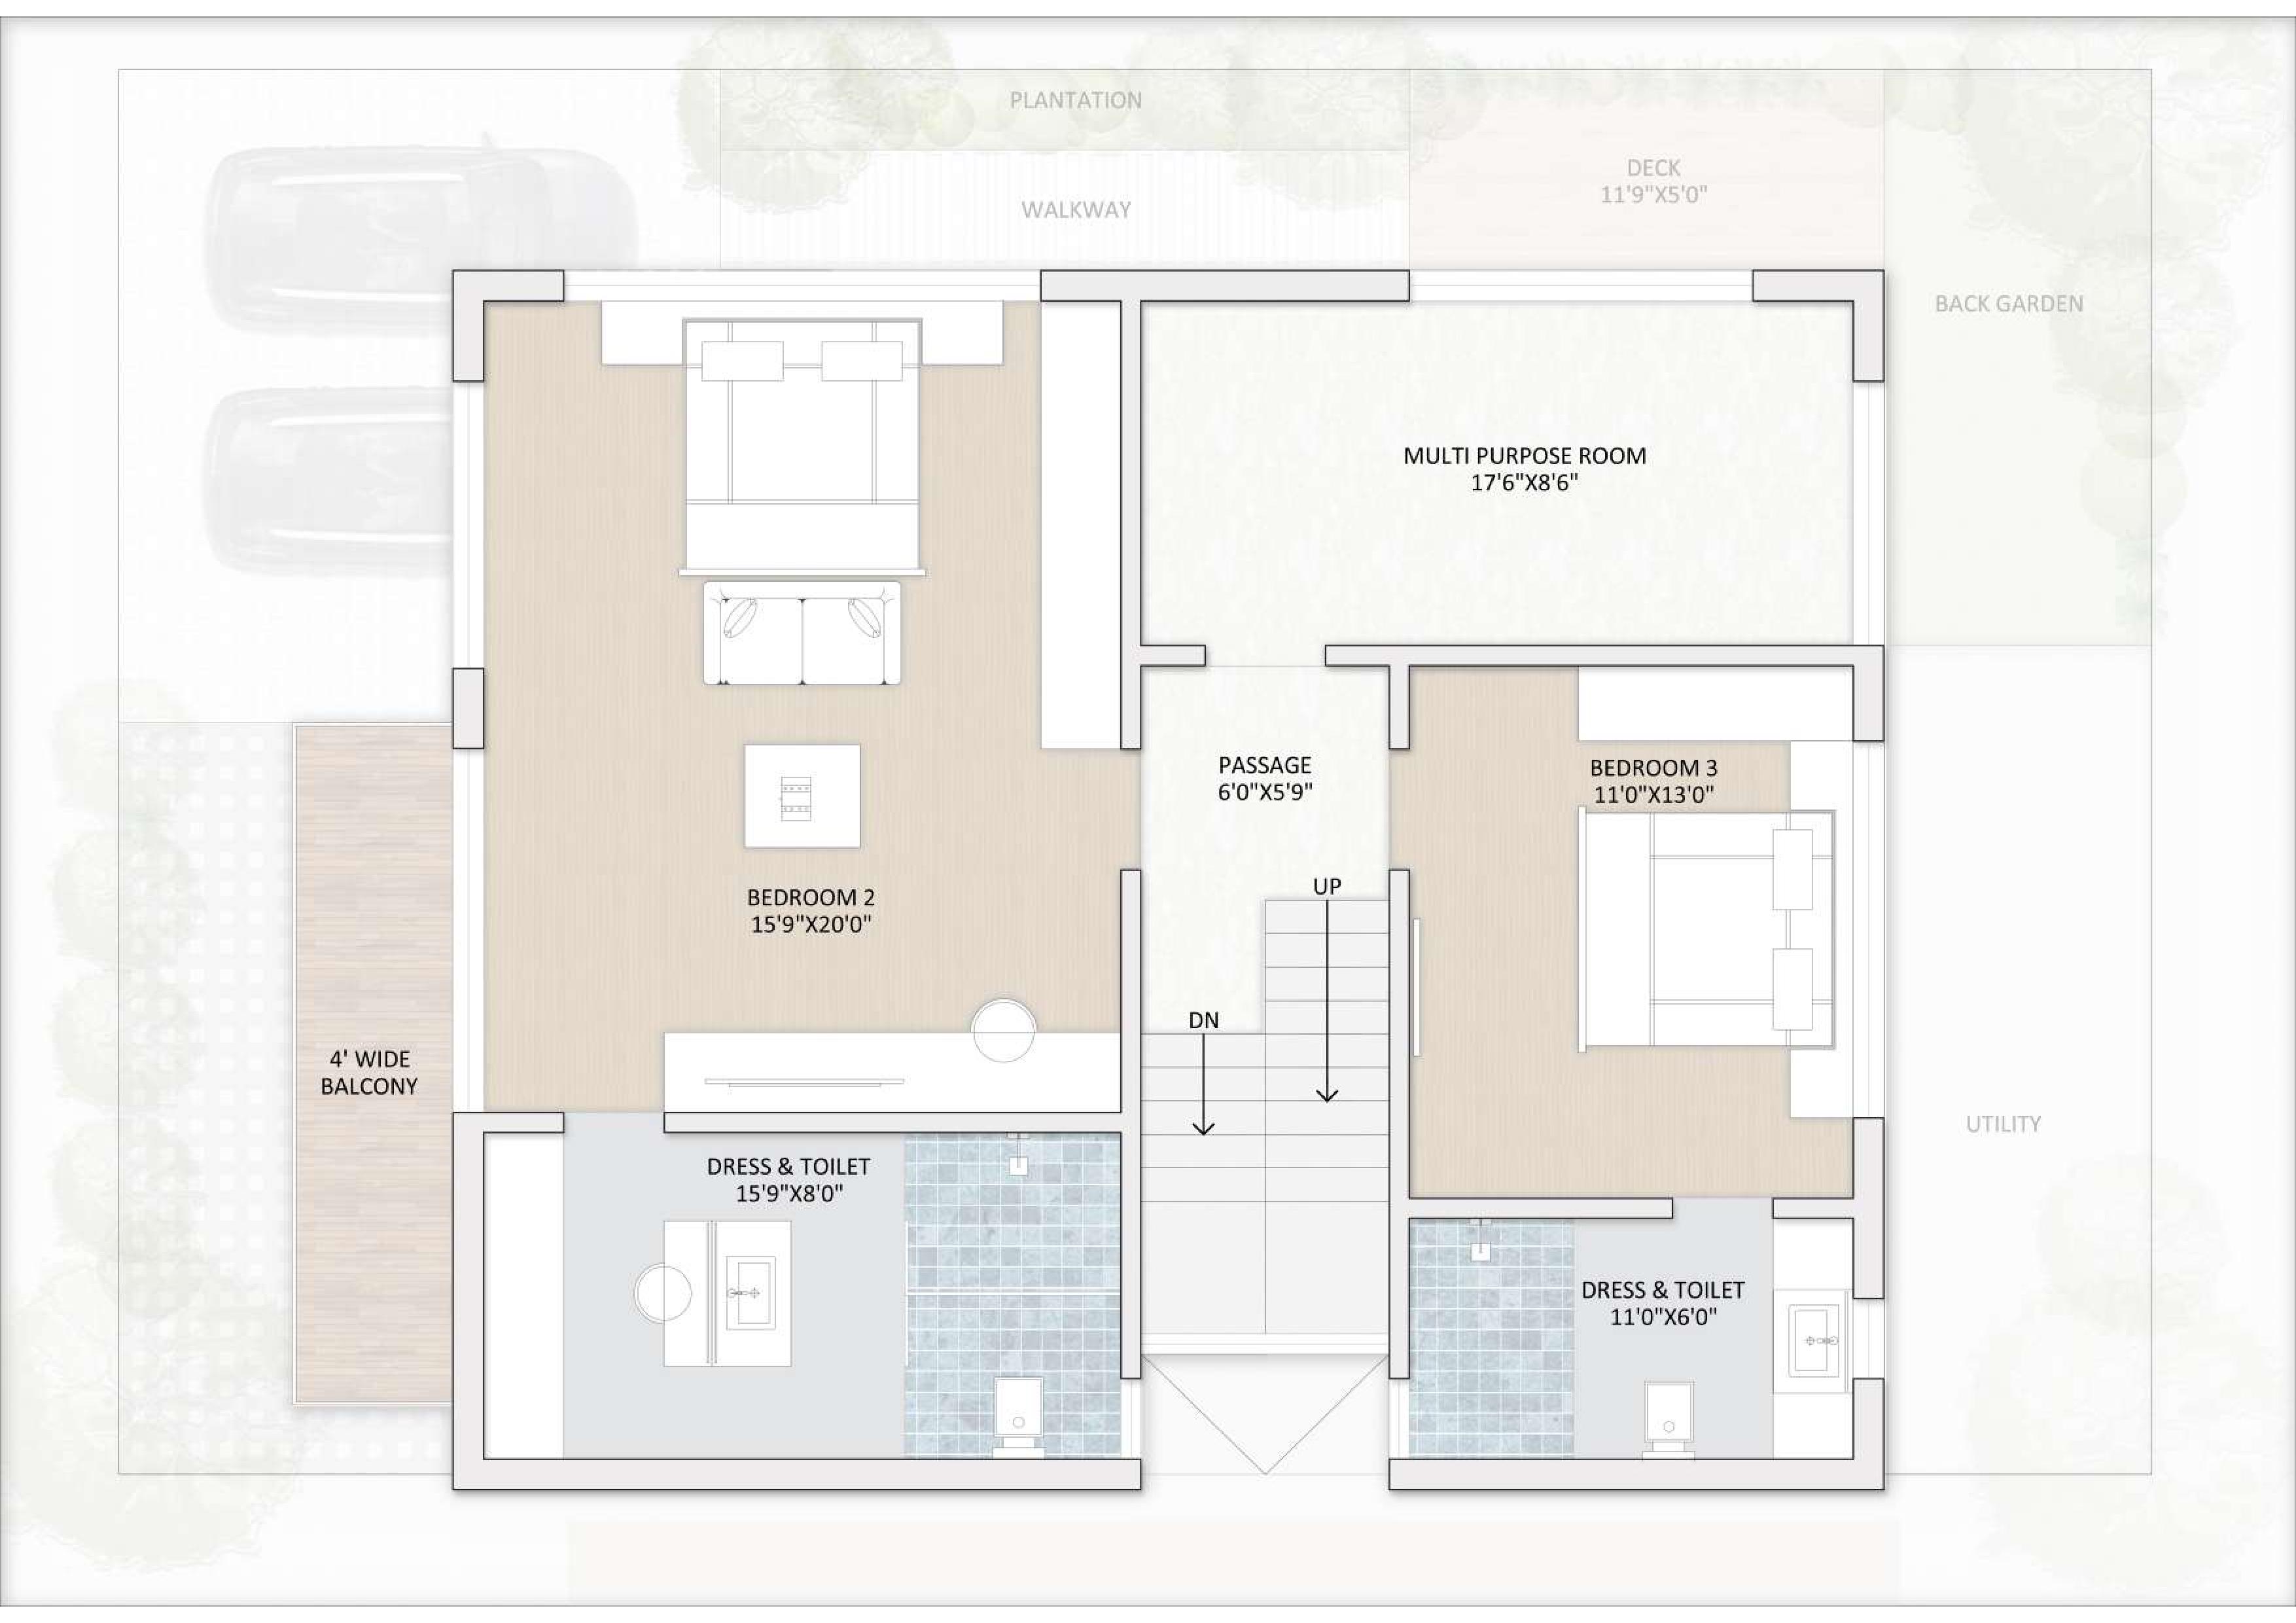 PLANTATION
WALKWAY
DECK
11'9"X5'0"
BACK GARDEN
MULTI PURPOSE ROOM
17'6"X8'6"
PASSAGE
6'0"X5'9"
BEDROOM 3
11'0"X13'0"
UP
BEDROOM 2
15'9"X20'0"
DN
4' WIDE
BALCONY
UTILITY
DRESS & TOILET
15'9"X8'0"
DRESS & TOILET
11'0"X6'0"